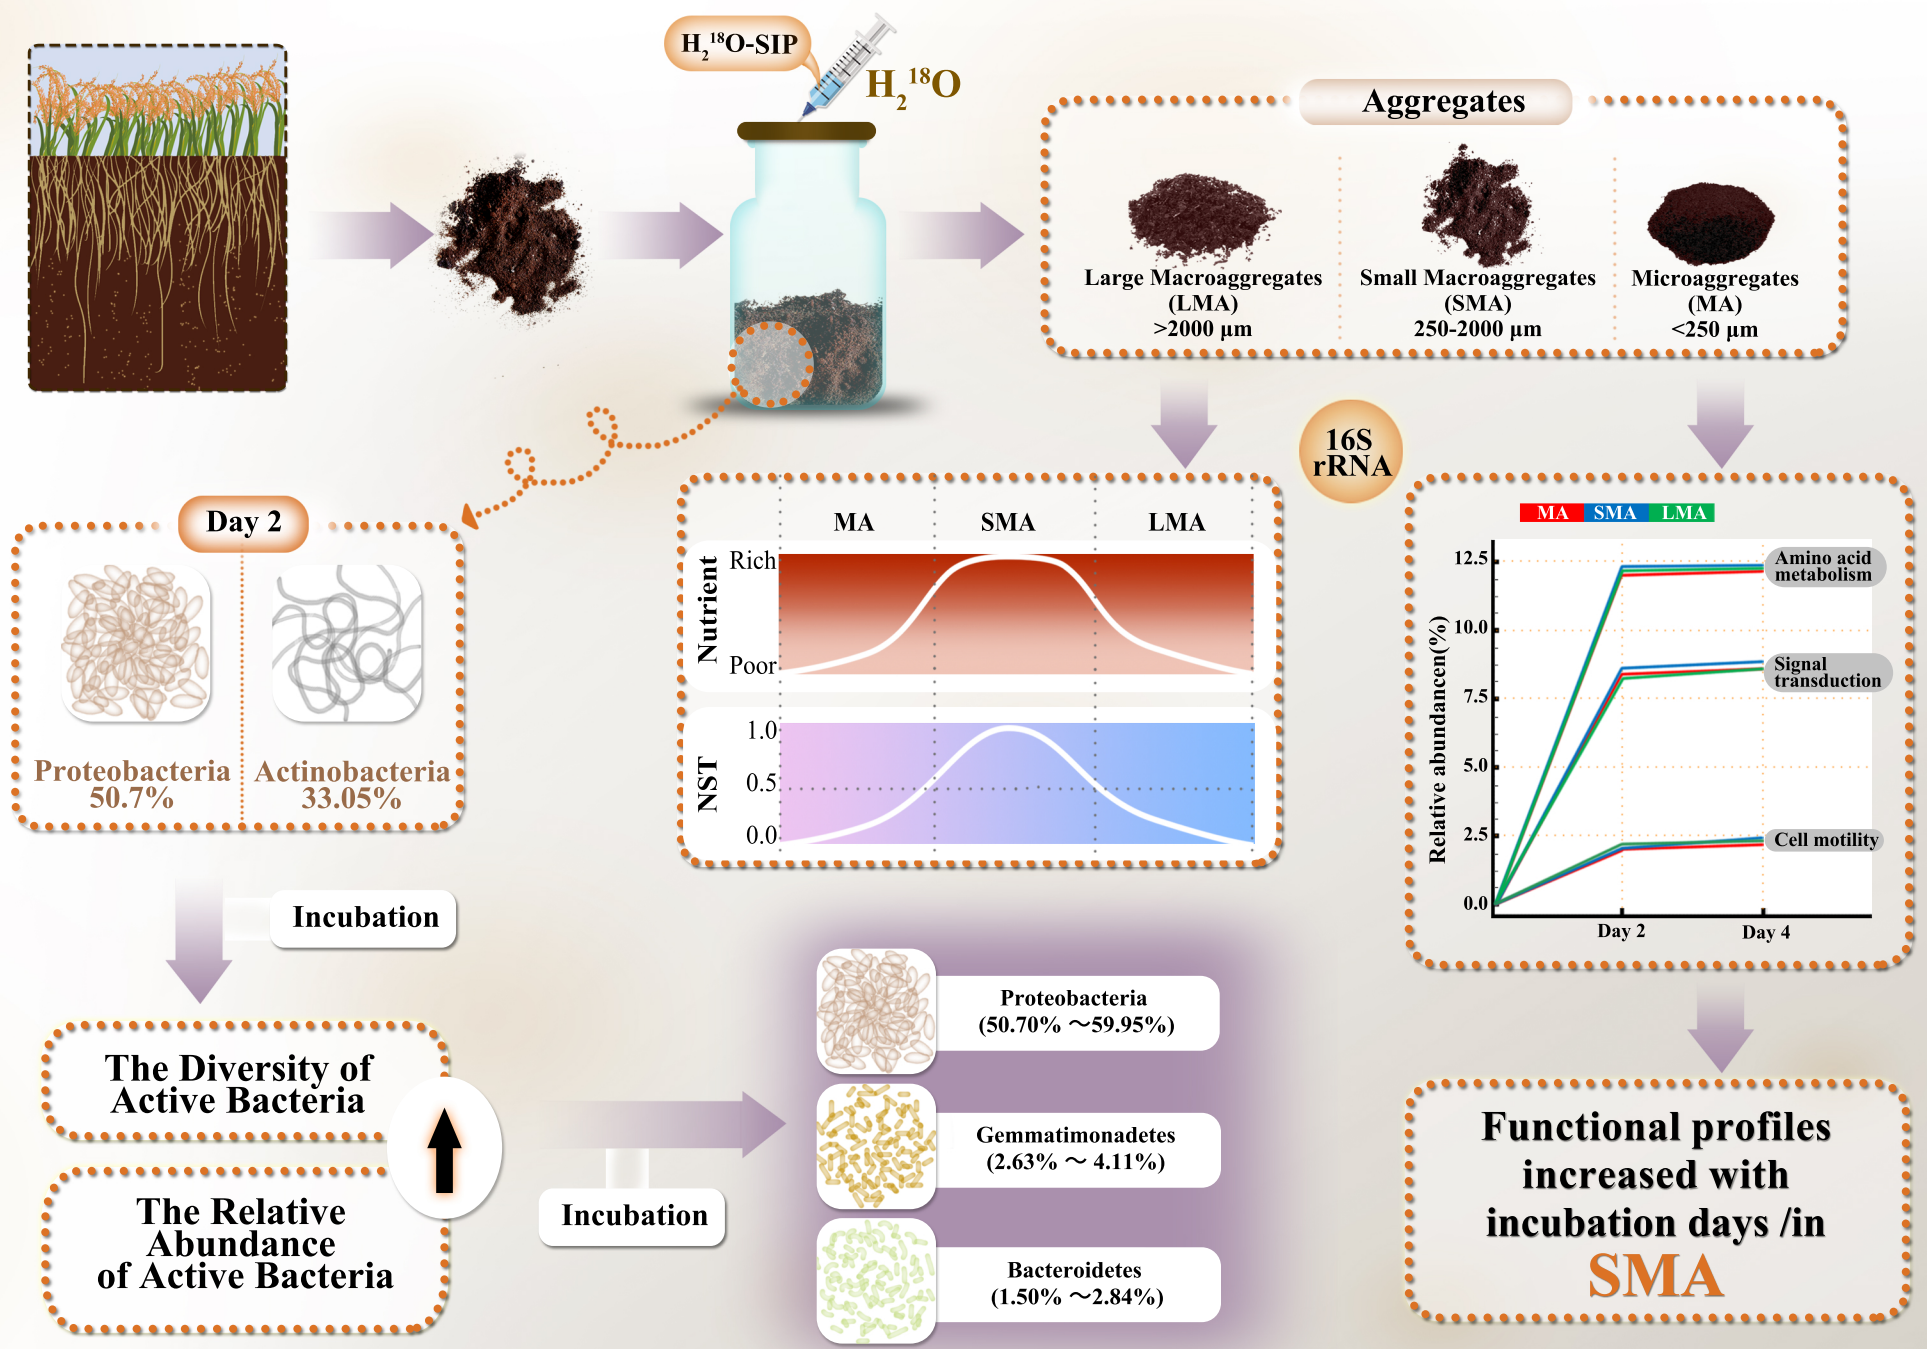 H₂¹⁸O-SIP
H₂¹⁸O
Aggregates
Large Macroaggregates
(LMA)
>2000 μm
Small Macroaggregates
(SMA)
250-2000 μm
Microaggregates
(MA)
<250 μm
16S
rRNA
Day 2
Proteobacteria
50.7%
Actinobacteria
33.05%
MA
SMA
LMA
Nutrient
Rich
Poor
NST
1.0
0.5
0.0
MA SMA LMA
Relative abundancen(%)
12.5
10.0
7.5
5.0
2.5
0.0
Amino acid
metabolism
Signal
transduction
Cell motility
Day 2
Day 4
Incubation
The Diversity of
Active Bacteria
The Relative
Abundance
of Active Bacteria
Incubation
Proteobacteria
(50.70% ～59.95%)
Gemmatimonadetes
(2.63% ～ 4.11%)
Bacteroidetes
(1.50% ～2.84%)
Functional profiles
increased with
incubation days /in
SMA